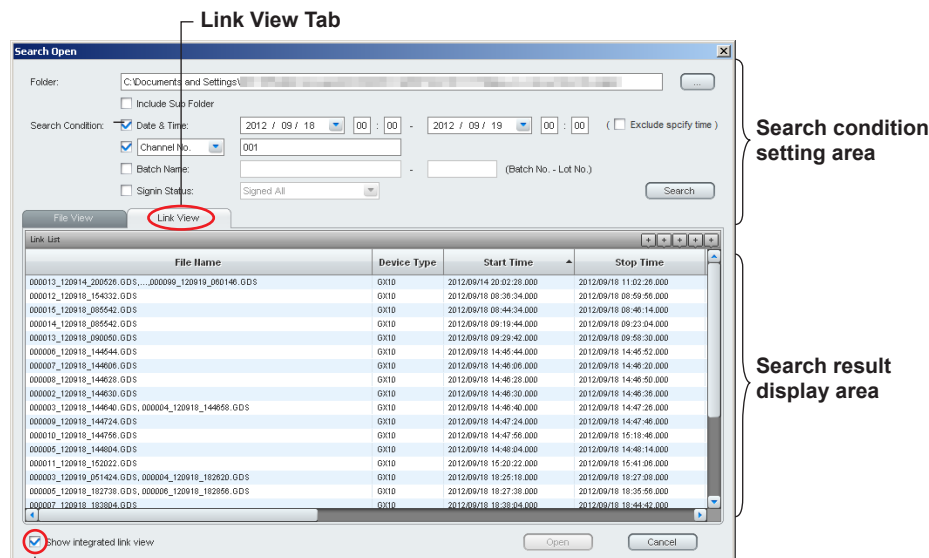 Link View Tab
Search Open
Folder: C:\Documents and Settings\ ...
Include Sub Folder
Search Condition: Date & Time: 2012 / 09 / 18 00 : 00 - 2012 / 09 / 19 00 : 00 ( Exclude spcify time )
Channel No. 001
Batch Name: - (Batch No. - Lot No.)
Signin Status: Signed All Search
Search condition
setting area
File View Link View
Link List
File Name Device Type Start Time Stop Time
000013_120914_200526.GDS,...,000099_120919_060146.GDS GX10 2012/09/14 20:02:28.000 2012/09/18 11:02:26.000
000012_120918_154332.GDS GX10 2012/09/18 08:36:34.000 2012/09/18 08:59:56.000
000015_120918_085542.GDS GX10 2012/09/18 08:44:34.000 2012/09/18 08:46:14.000
000014_120918_085542.GDS GX10 2012/09/18 09:19:44.000 2012/09/18 09:23:04.000
000013_120918_090050.GDS GX10 2012/09/18 09:29:42.000 2012/09/18 09:58:30.000
000006_120918_144544.GDS GX10 2012/09/18 14:45:44.000 2012/09/18 14:45:52.000
000007_120918_144606.GDS GX10 2012/09/18 14:46:06.000 2012/09/18 14:46:20.000
000008_120918_144628.GDS GX10 2012/09/18 14:46:28.000 2012/09/18 14:46:50.000
000002_120918_144630.GDS GX10 2012/09/18 14:46:30.000 2012/09/18 14:46:36.000
000003_120918_144640.GDS, 000004_120918_144658.GDS GX10 2012/09/18 14:46:40.000 2012/09/18 14:47:26.000
000009_120918_144724.GDS GX10 2012/09/18 14:47:24.000 2012/09/18 14:47:46.000
000010_120918_144756.GDS GX10 2012/09/18 14:47:56.000 2012/09/18 15:18:46.000
000005_120918_144804.GDS GX10 2012/09/18 14:48:04.000 2012/09/18 14:48:14.000
000011_120918_152022.GDS GX10 2012/09/18 15:20:22.000 2012/09/18 15:41:06.000
000003_120919_051424.GDS, 000004_120918_182620.GDS GX10 2012/09/18 18:25:18.000 2012/09/18 18:27:08.000
000005_120918_182738.GDS, 000006_120918_182856.GDS GX10 2012/09/18 18:27:38.000 2012/09/18 18:35:56.000
000007_120918_183804.GDS GX10 2012/09/18 18:38:04.000 2012/09/18 18:44:42.000
Search result
display area
Show integrated link view Open Cancel